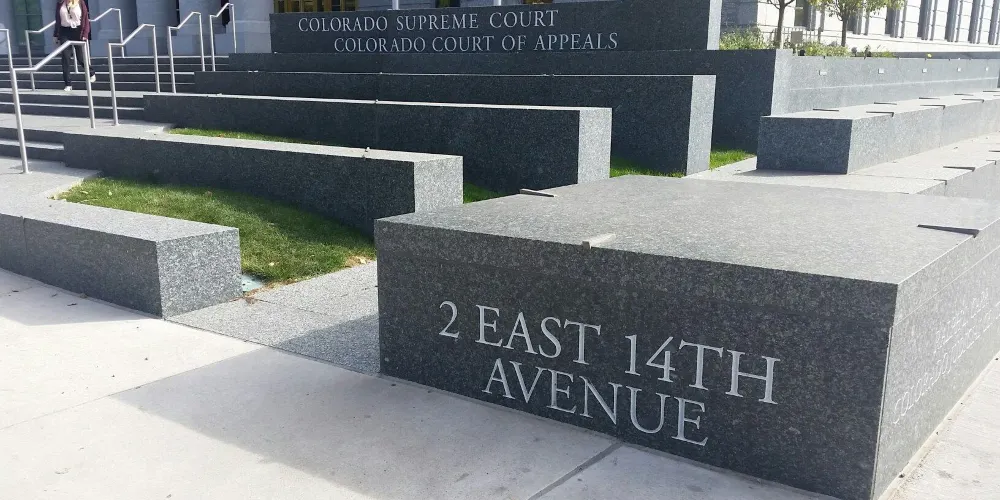 COLORADO SUPREME COURT
COLORADO COURT OF APPEALS
2 EAST 14TH
AVENUE